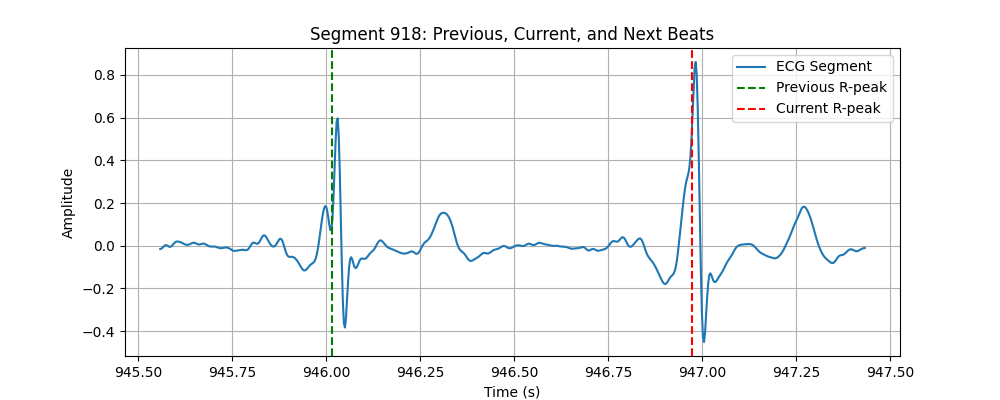 Segment 918: Previous, Current, and Next Beats
ECG Segment
Previous R-peak
Current R-peak
Amplitude
0.8
0.6
0.4
0.2
0.0
−0.2
−0.4
945.50 945.75 946.00 946.25 946.50 946.75 947.00 947.25 947.50
Time (s)